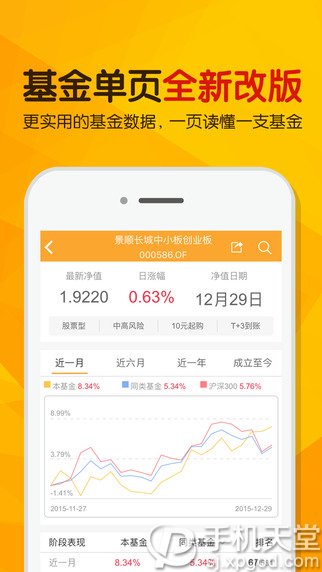 基金单页全新改版
更实用的基金数据，一页读懂一支基金
景顺长城中小板创业板
000586.OF
最新净值 日涨幅 净值日期
1.9220 0.63% 12月29日
股票型 中高风险 10元起购 T+3到账
近一月 近六月 近一年 成立至今
本基金 8.34% 同类基金 8.34% 沪深300 5.76%
8.99%
3.79%
-1.41%
2015-11-27 2015-12-29
阶段表现 本基金 同类基金 排名
近一月 8.34% 8.34%
手机天堂